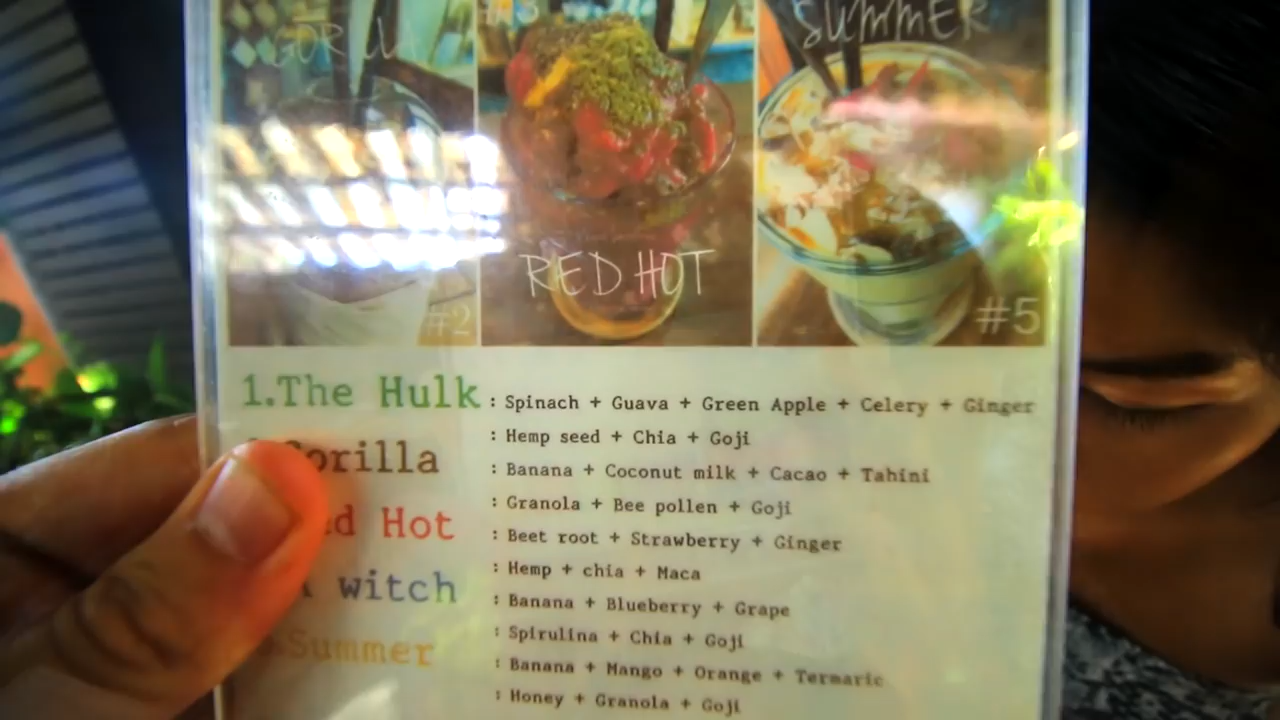 GORILLA
#3
SUMMER
RED HOT
#2
#5
1.The Hulk : Spinach + Guava + Green Apple + Celery + Ginger
: Hemp seed + Chia + Goji
Gorilla : Banana + Coconut milk + Cacao + Tahini
: Granola + Bee pollen + Goji
Hot : Beet root + Strawberry + Ginger
: Hemp + chia + Maca
witch : Banana + Blueberry + Grape
: Spirulina + Chia + Goji
Summer : Banana + Mango + Orange + Termaric
: Honey + Granola + Goji